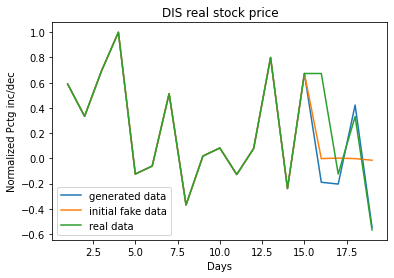 DIS real stock price
Normalized Pctg inc/dec
1.0
0.8
0.6
0.4
0.2
0.0
-0.2
-0.4
-0.6
generated data
initial fake data
real data
2.5 5.0 7.5 10.0 12.5 15.0 17.5
Days